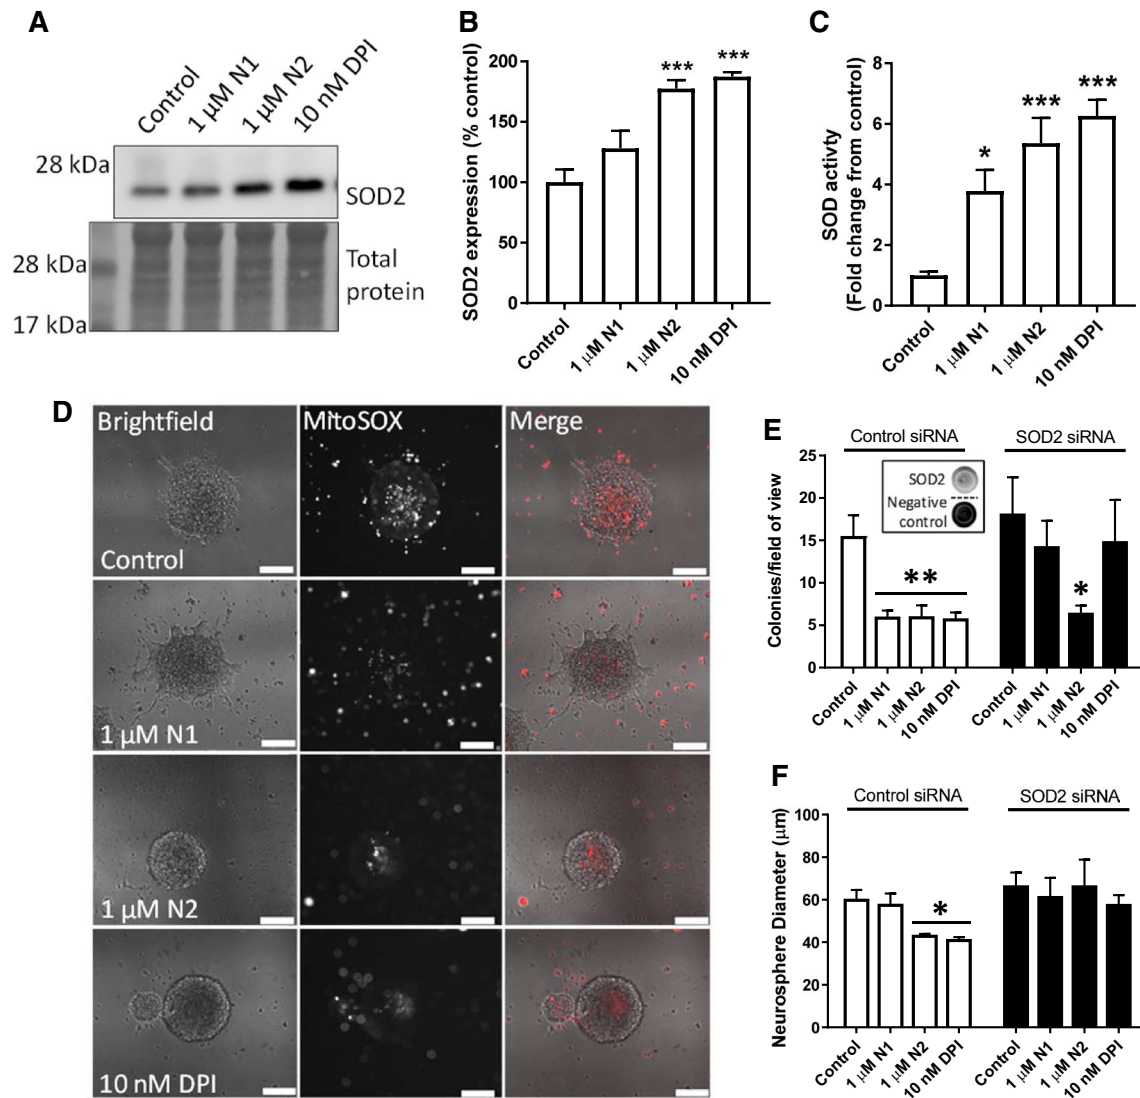 A
Control
1 µM N1
1 µM N2
10 nM DPI
28 kDa
SOD2
28 kDa
Total
protein
17 kDa
B
SOD2 expression (% control)
200
150
100
50
0
***
***
Control
1 µM N1
1 µM N2
10 nM DPI
C
SOD activty
(Fold change from control)
8
6
4
2
0
*
***
***
Control
1 µM N1
1 µM N2
10 nM DPI
D
Brightfield
MitoSOX
Merge
Control
1 µM N1
1 µM N2
10 nM DPI
E
Control siRNA
SOD2 siRNA
Colonies/field of view
25
20
15
10
5
0
SOD2
Negative
control
**
*
Control
1 µM N1
1 µM N2
10 nM DPI
Control
1 µM N1
1 µM N2
10 nM DPI
F
Control siRNA
SOD2 siRNA
Neurosphere Diameter (µm)
100
80
60
40
20
0
*
Control
1 µM N1
1 µM N2
10 nM DPI
Control
1 µM N1
1 µM N2
10 nM DPI